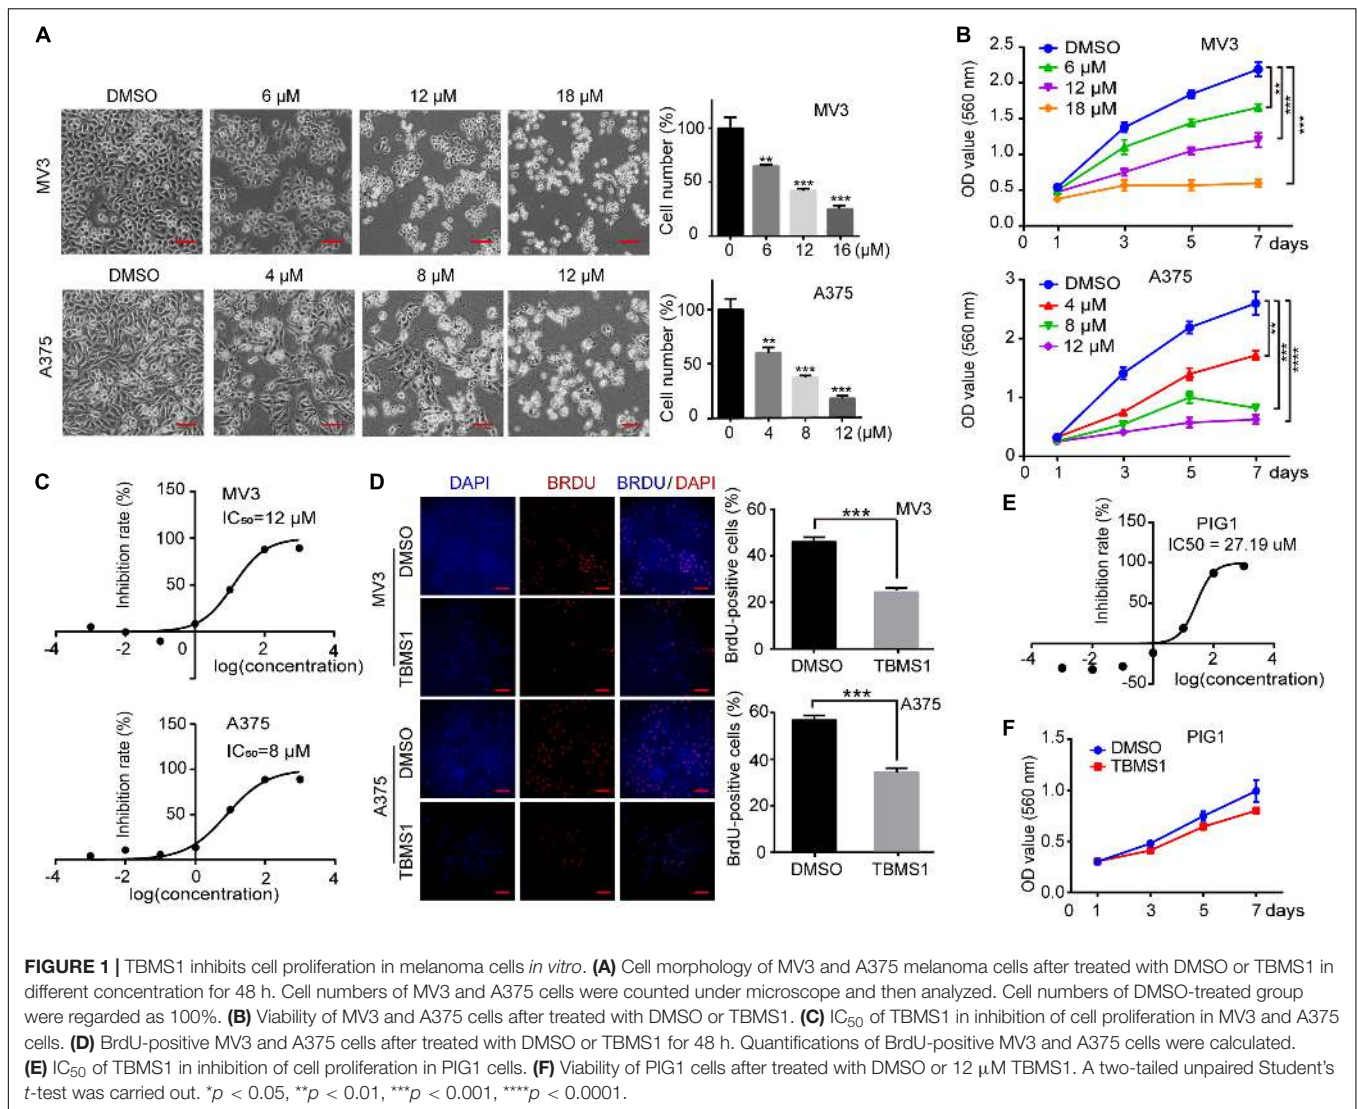 A
DMSO
6 µM
12 µM
18 µM
MV3
Cell number (%)
MV3
100
50
0
**
***
***
0
6
12
16 (µM)
DMSO
4 µM
8 µM
12 µM
A375
Cell number (%)
A375
100
50
0
**
***
***
0
4
8
12 (µM)
B
MV3
OD value (560 nm)
2.5
2.0
1.5
1.0
0.5
0.0
DMSO
6 µM
12 µM
18 µM
**
***
***
0
1
3
5
7 days
A375
OD value (560 nm)
3
2
1
0
DMSO
4 µM
8 µM
12 µM
**
***
****
0
1
3
5
7 days
C
Inhibition rate (%)
150
100
50
MV3
IC₅₀=12 µM
-4
-2
0
2
4
log(concentration)
Inhibition rate (%)
150
100
50
A375
IC₅₀=8 µM
-4
-2
0
2
4
log(concentration)
D
DAPI
BRDU
BRDU/DAPI
MV3
DMSO
TBMS1
A375
DMSO
TBMS1
BrdU-positive cells (%)
60
40
20
0
***
MV3
DMSO
TBMS1
BrdU-positive cells (%)
60
40
20
0
***
A375
DMSO
TBMS1
E
Inhibition rate (%)
150
100
50
-50
PIG1
IC50 = 27.19 uM
-4
-2
0
2
4
log(concentration)
F
OD value (560 nm)
1.5
1.0
0.5
0.0
DMSO
TBMS1
PIG1
0
1
3
5
7 days
FIGURE 1 | TBMS1 inhibits cell proliferation in melanoma cells in vitro. (A) Cell morphology of MV3 and A375 melanoma cells after treated with DMSO or TBMS1 in
different concentration for 48 h. Cell numbers of MV3 and A375 cells were counted under microscope and then analyzed. Cell numbers of DMSO-treated group
were regarded as 100%. (B) Viability of MV3 and A375 cells after treated with DMSO or TBMS1. (C) IC₅₀ of TBMS1 in inhibition of cell proliferation in MV3 and A375
cells. (D) BrdU-positive MV3 and A375 cells after treated with DMSO or TBMS1 for 48 h. Quantifications of BrdU-positive MV3 and A375 cells were calculated.
(E) IC₅₀ of TBMS1 in inhibition of cell proliferation in PIG1 cells. (F) Viability of PIG1 cells after treated with DMSO or 12 µM TBMS1. A two-tailed unpaired Student's
t-test was carried out. *p < 0.05, **p < 0.01, ***p < 0.001, ****p < 0.0001.